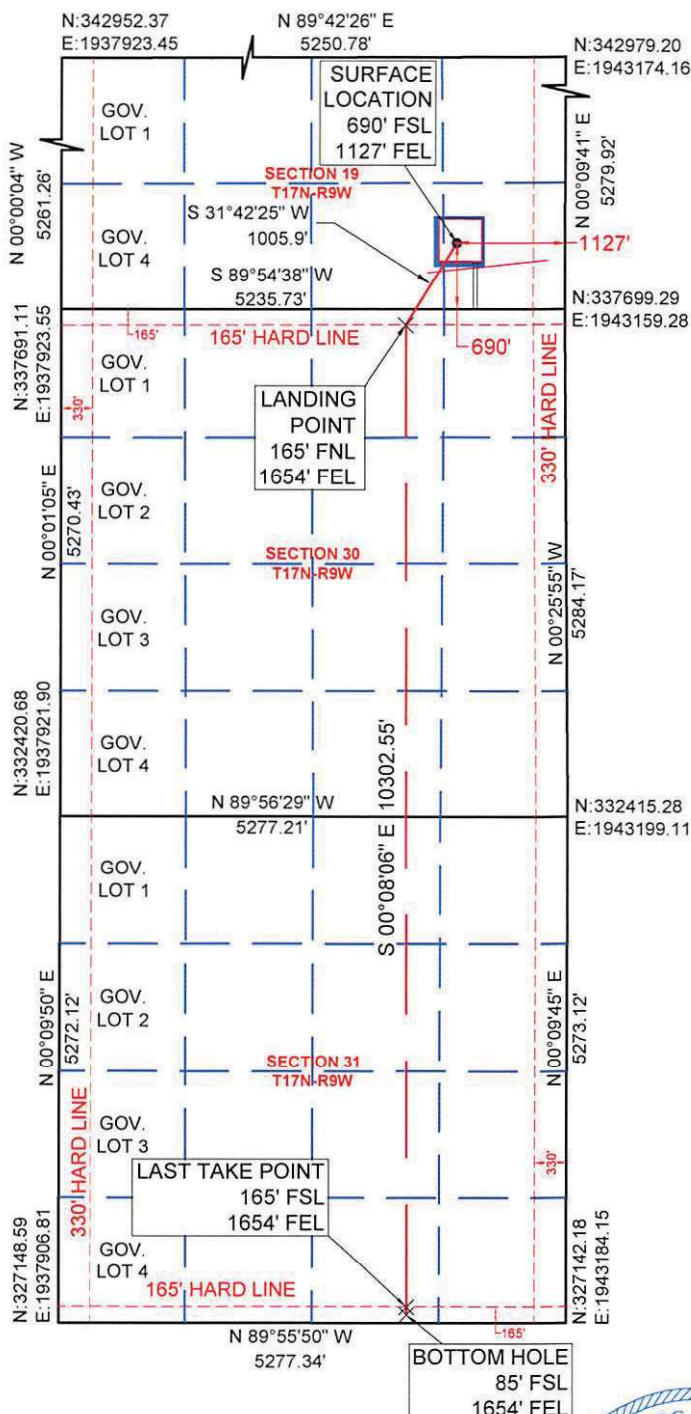 N:342952.37
E:1937923.45
N 89°42'26" E
5250.78'
N:342979.20
E:1943174.16
SURFACE
LOCATION
690' FSL
1127' FEL
GOV.
LOT 1
SECTION 19
T17N-R9W
N 00°00'04" W
5261.26'
N 00°09'41" E
5279.92'
S 31°42'25" W
1005.9'
GOV.
LOT 4
1127'
S 89°54'38" W
5235.73'
N:337699.29
E:1943159.28
N:337691.11
E:1937923.55
165'
165' HARD LINE
690'
GOV.
LOT 1
330'
LANDING
POINT
165' FNL
1654' FEL
330' HARD LINE
GOV.
LOT 2
N 00°01'05" E
5270.43'
SECTION 30
T17N-R9W
N 00°25'55" W
5284.17'
GOV.
LOT 3
N:332420.68
E:1937921.90
GOV.
LOT 4
S 00°08'06" E 10302.55'
N 89°56'29" W
5277.21'
N:332415.28
E:1943199.11
GOV.
LOT 1
GOV.
LOT 2
N 00°09'50" E
5272.12'
N 00°09'45" E
5273.12'
SECTION 31
T17N-R9W
GOV.
LOT 3
330' HARD LINE
330'
LAST TAKE POINT
165' FSL
1654' FEL
N:327148.59
E:1937906.81
GOV.
LOT 4
N:327142.18
E:1943184.15
165' HARD LINE
165'
N 89°55'50" W
5277.34'
BOTTOM HOLE
85' FSL
1654' FEL